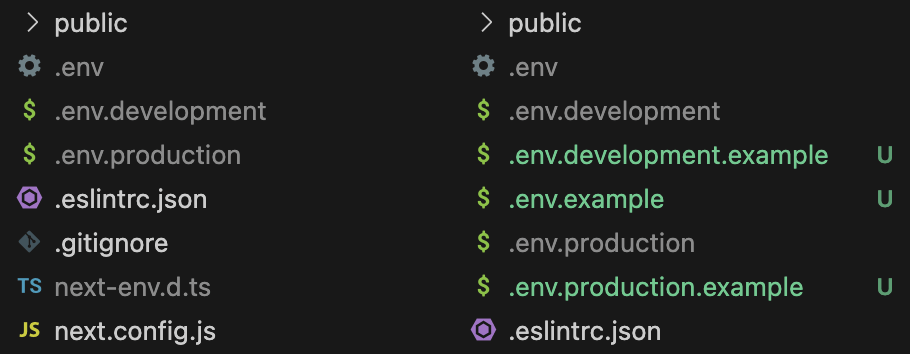 public
.env
$ .env.development
$ .env.production
.eslintrc.json
.gitignore
TS next-env.d.ts
JS next.config.js
public
.env
$ .env.development
$ .env.development.example U
$ .env.example U
$ .env.production
$ .env.production.example U
.eslintrc.json